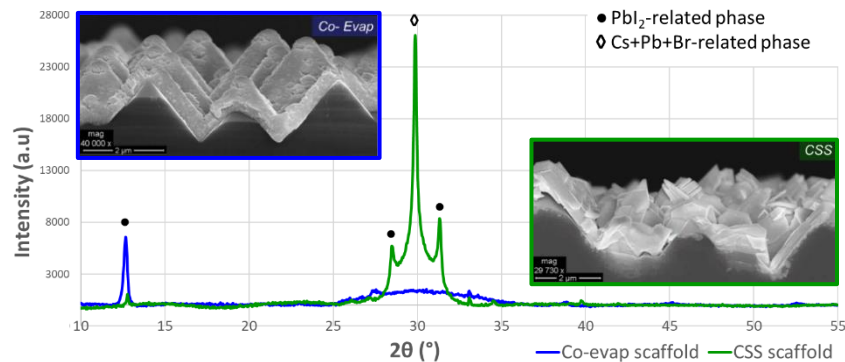 28000
23000
18000
13000
8000
3000
Intensity (a.u)
Co- Evap
mag
40 000 x
2 µm
● PbI₂-related phase
◊ Cs+Pb+Br-related phase
CSS
mag
29 730 x
2 µm
10 15 20 25 30 35 40 45 50 55
2θ (°)
Co-evap scaffold CSS scaffold